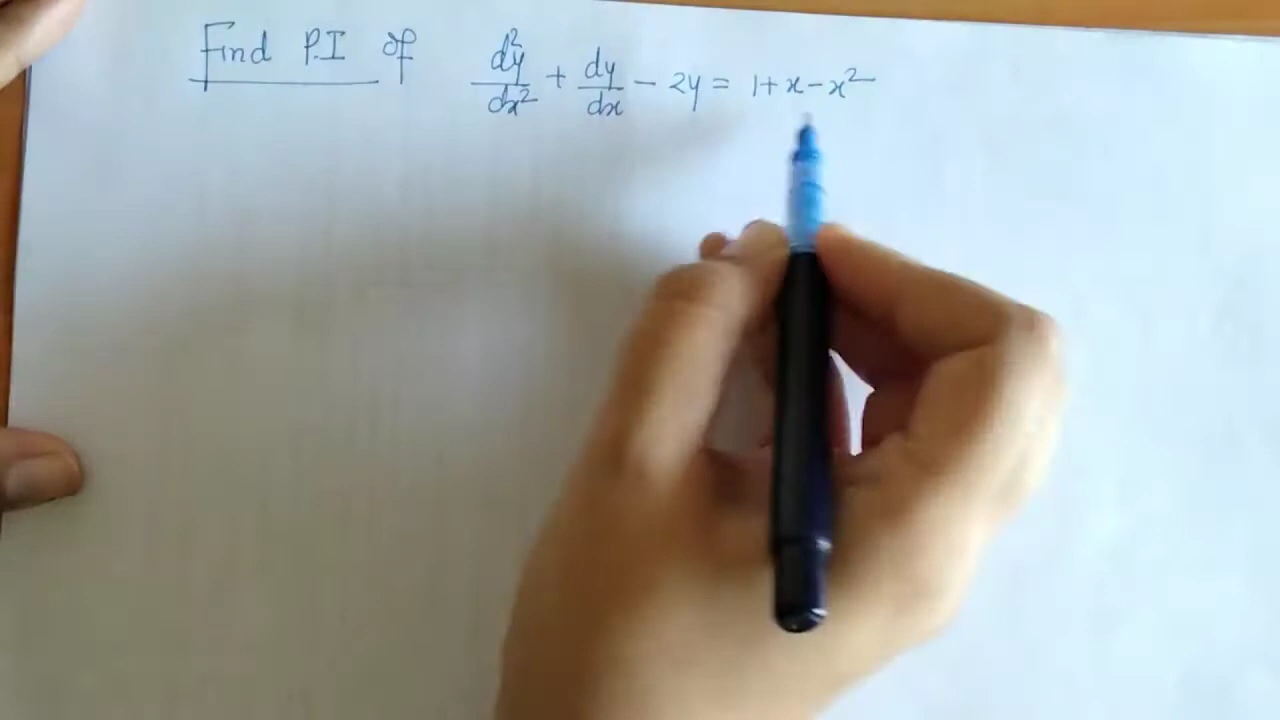 Find P.I of d²y/dx² + dy/dx - 2y = 1+x-x²